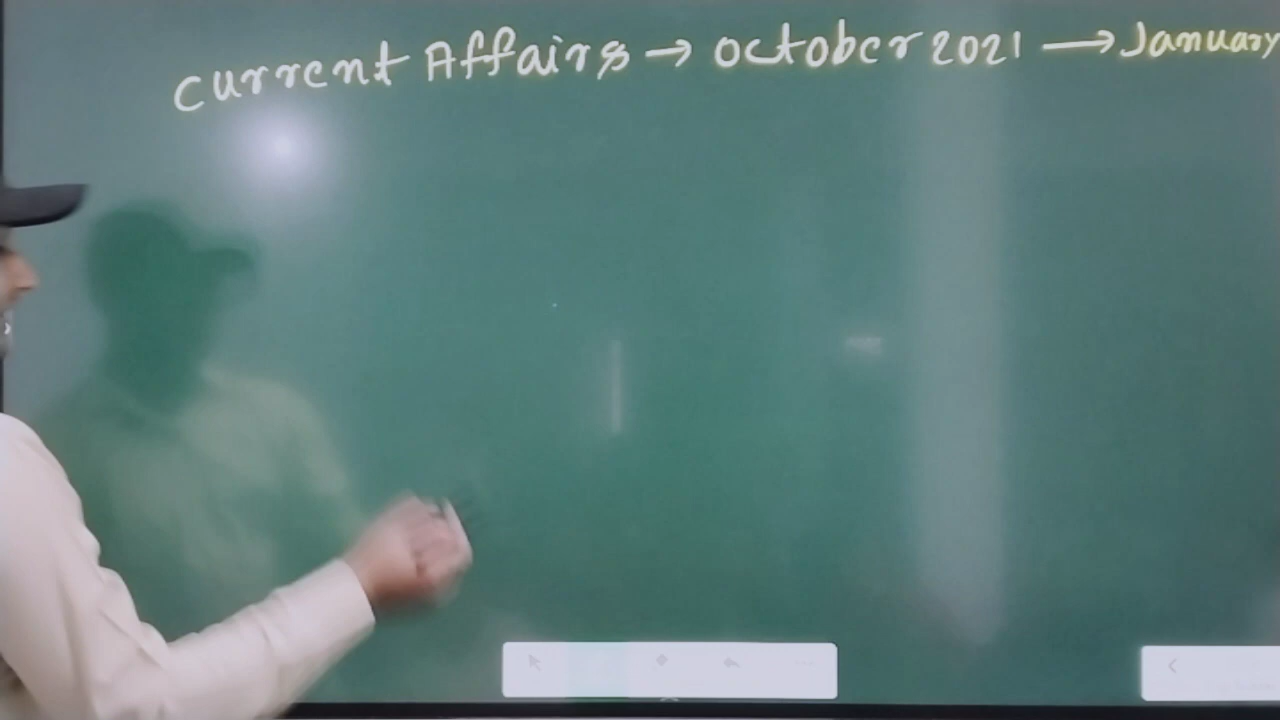 Current Affairs → October 2021 → January